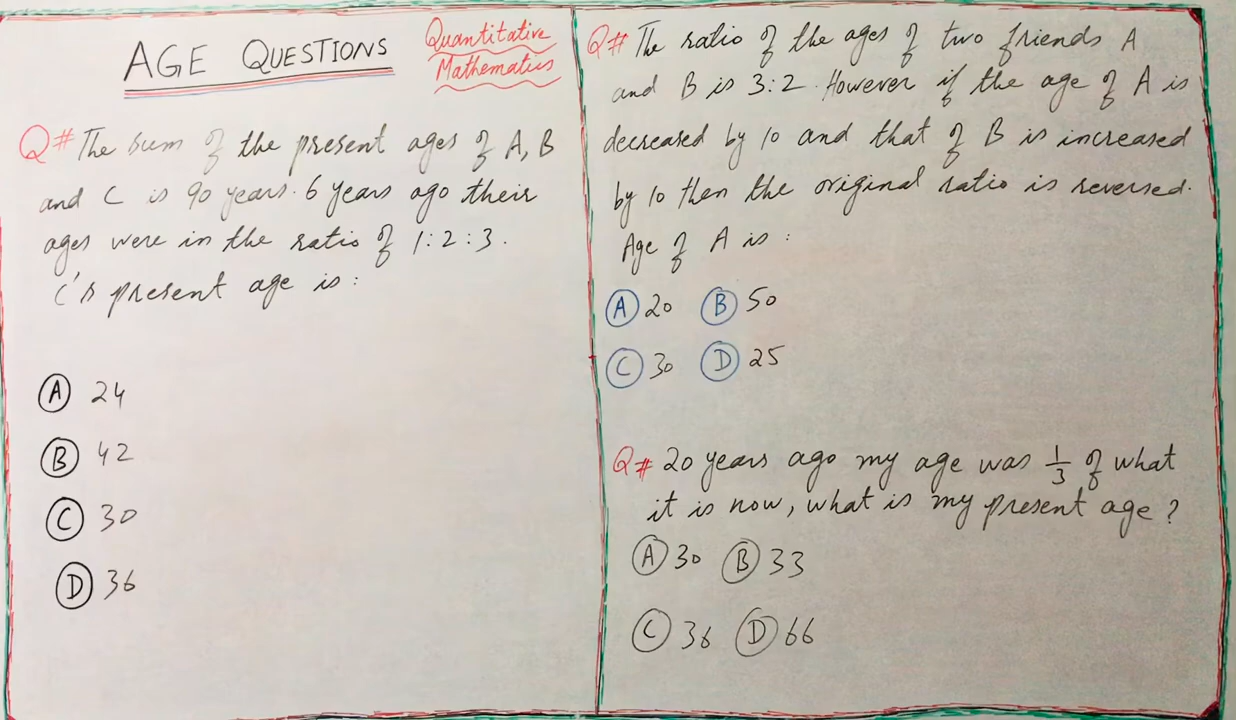 AGE QUESTIONS
Quantitative
Mathematics
Q# The sum of the present ages of A, B
and C is 90 years. 6 years ago their
ages were in the ratio of 1:2:3.
C's present age is:
A 24
B 42
C 30
D 36
Q# The ratio of the ages of two friends A
and B is 3:2. However if the age of A is
decreased by 10 and that of B is increased
by 10 then the original ratio is reversed.
Age of A is:
A 20 B 50
C 30 D 25
Q# 20 years ago my age was 1/3 of what
it is now, what is my present age?
A 30 B 33
C 36 D 66